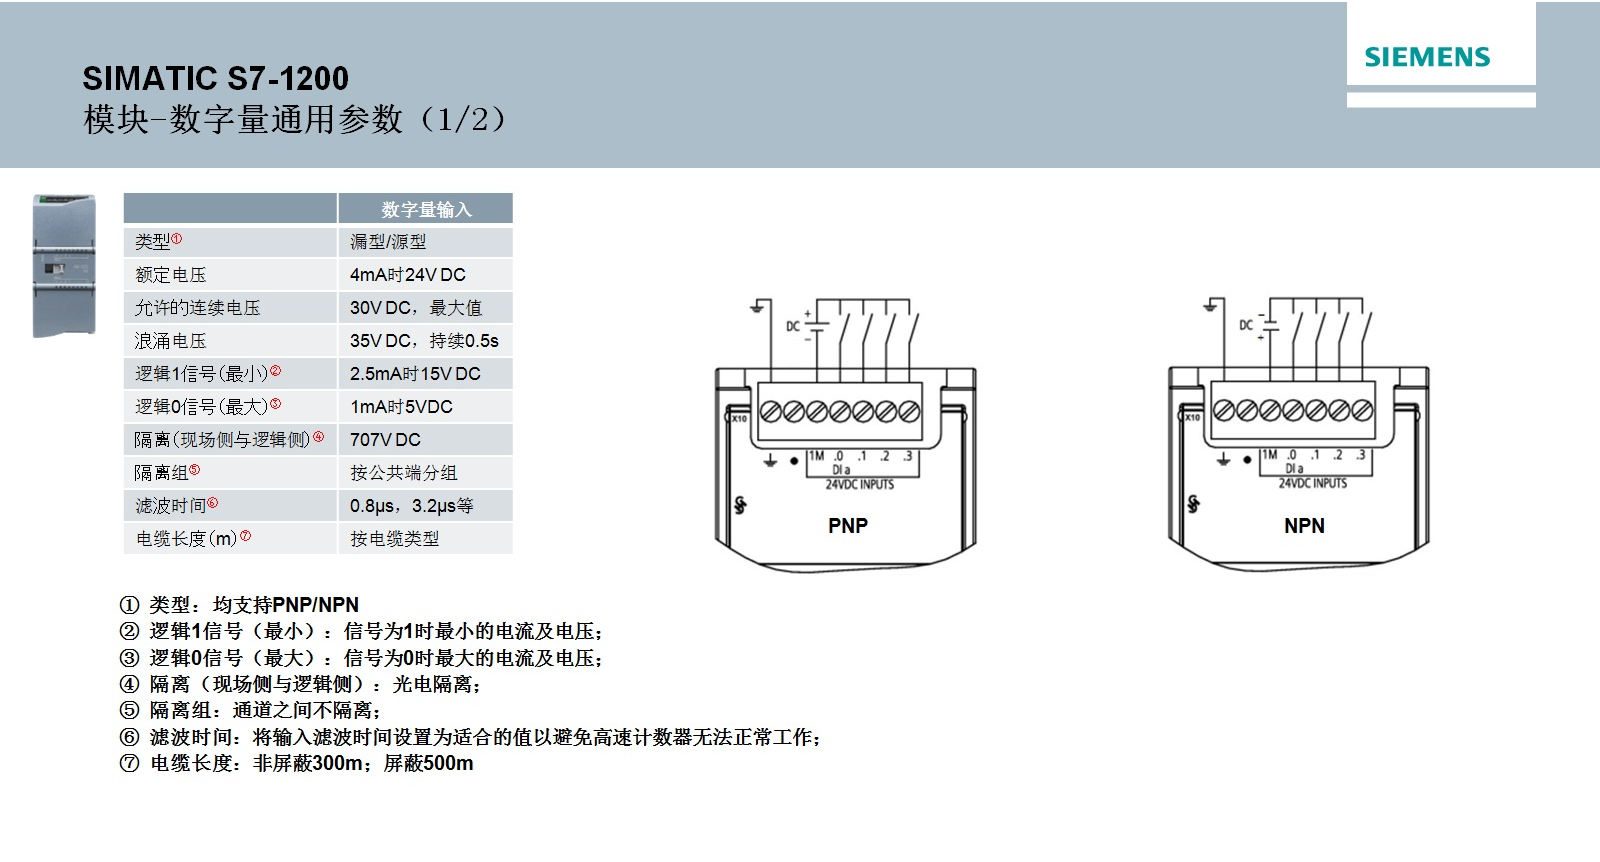 SIEMENS
SIMATIC S7-1200
模块-数字量通用参数（1/2）
数字量输入
类型① 漏型/源型
额定电压 4mA时24V DC
允许的连续电压 30V DC，最大值
浪涌电压 35V DC，持续0.5s
逻辑1信号(最小)② 2.5mA时15V DC
逻辑0信号(最大)③ 1mA时5VDC
隔离(现场侧与逻辑侧)④ 707V DC
隔离组⑤ 按公共端分组
滤波时间⑥ 0.8μs，3.2μs等
电缆长度(m)⑦ 按电缆类型
+
DC
−
X10
1M .0 .1 .2 .3
DI a
24VDC INPUTS
PNP
−
DC
+
X10
1M .0 .1 .2 .3
DI a
24VDC INPUTS
NPN
① 类型：均支持PNP/NPN
② 逻辑1信号（最小）：信号为1时最小的电流及电压；
③ 逻辑0信号（最大）：信号为0时最大的电流及电压；
④ 隔离（现场侧与逻辑侧）：光电隔离；
⑤ 隔离组：通道之间不隔离；
⑥ 滤波时间：将输入滤波时间设置为适合的值以避免高速计数器无法正常工作；
⑦ 电缆长度：非屏蔽300m；屏蔽500m